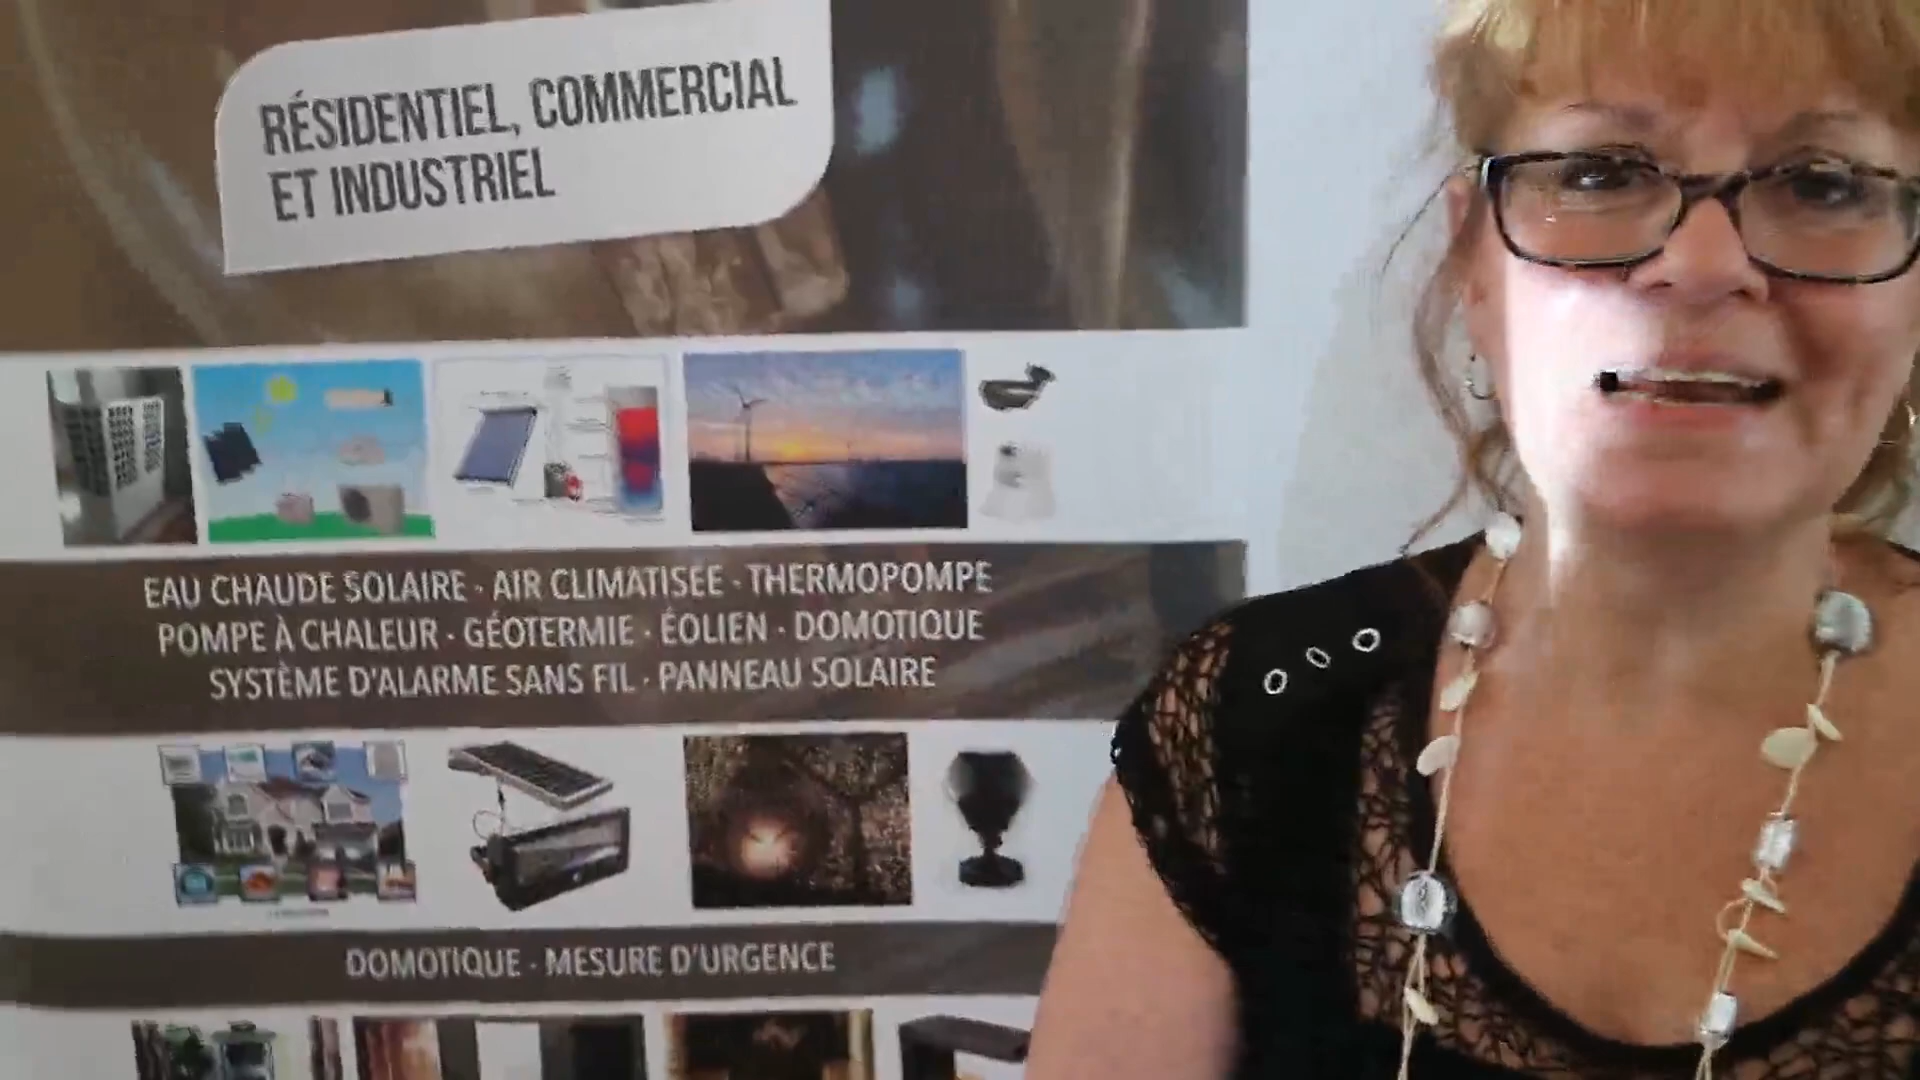 RÉSIDENTIEL, COMMERCIAL
ET INDUSTRIEL
EAU CHAUDE SOLAIRE · AIR CLIMATISÉE · THERMOPOMPE
POMPE À CHALEUR · GÉOTERMIE · ÉOLIEN · DOMOTIQUE
SYSTÈME D'ALARME SANS FIL · PANNEAU SOLAIRE
DOMOTIQUE · MESURE D'URGENCE